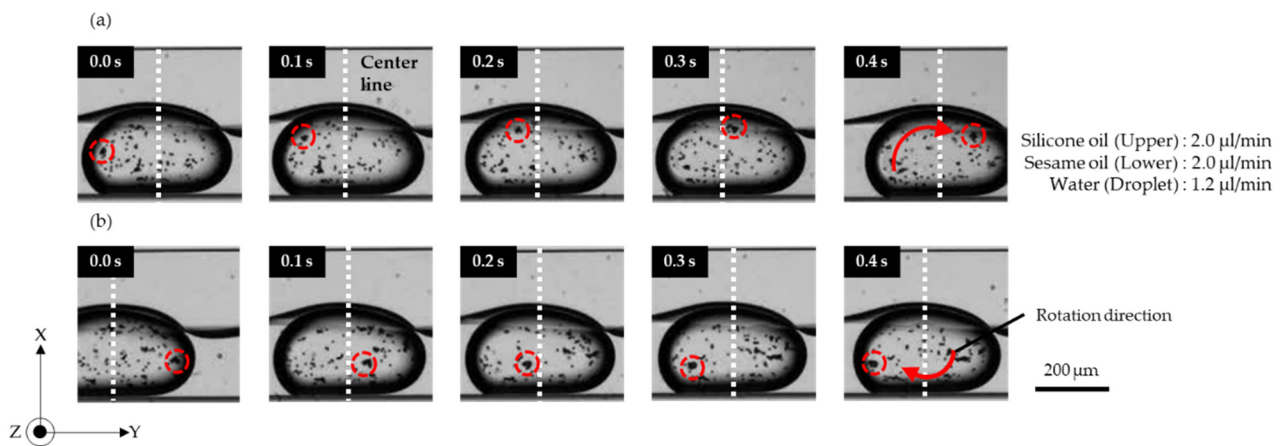 (a)
0.0 s
0.1 s
Center
line
0.2 s
0.3 s
0.4 s
Silicone oil (Upper) : 2.0 μl/min
Sesame oil (Lower) : 2.0 μl/min
Water (Droplet) : 1.2 μl/min
(b)
0.0 s
0.1 s
0.2 s
0.3 s
0.4 s
Rotation direction
200 μm
X
Z
Y